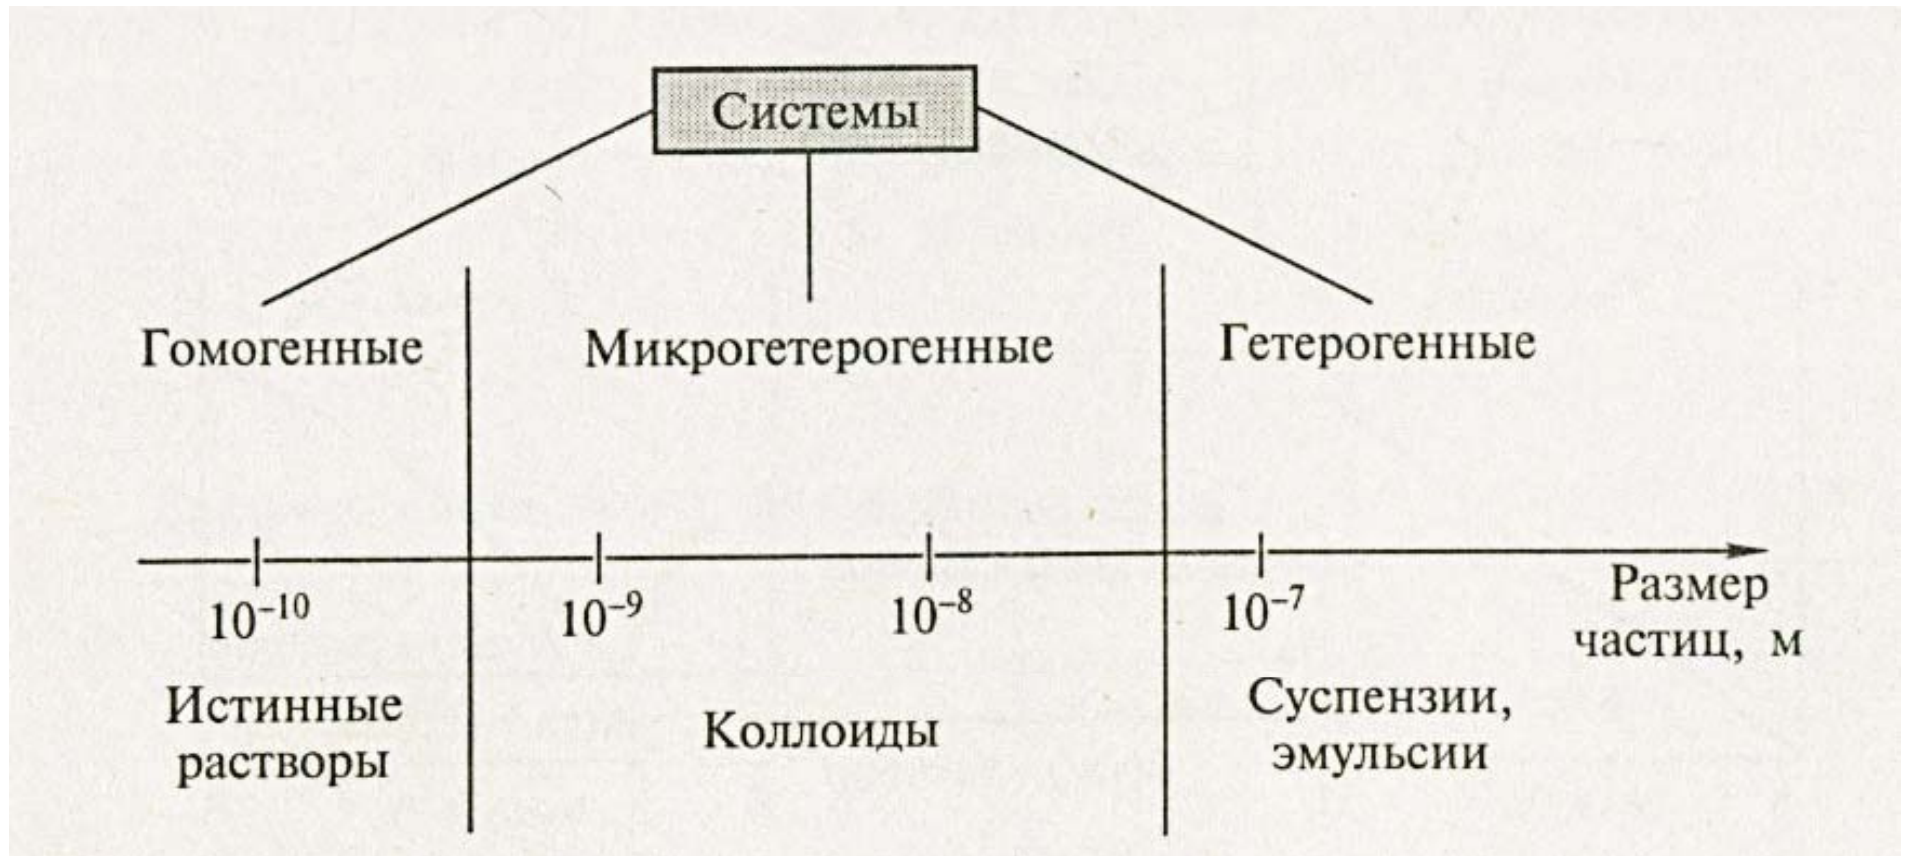 Системы
Гомогенные
Микрогетерогенные
Гетерогенные
10⁻¹⁰
10⁻⁹
10⁻⁸
10⁻⁷
Размер
частиц, м
Истинные
растворы
Коллоиды
Суспензии,
эмульсии